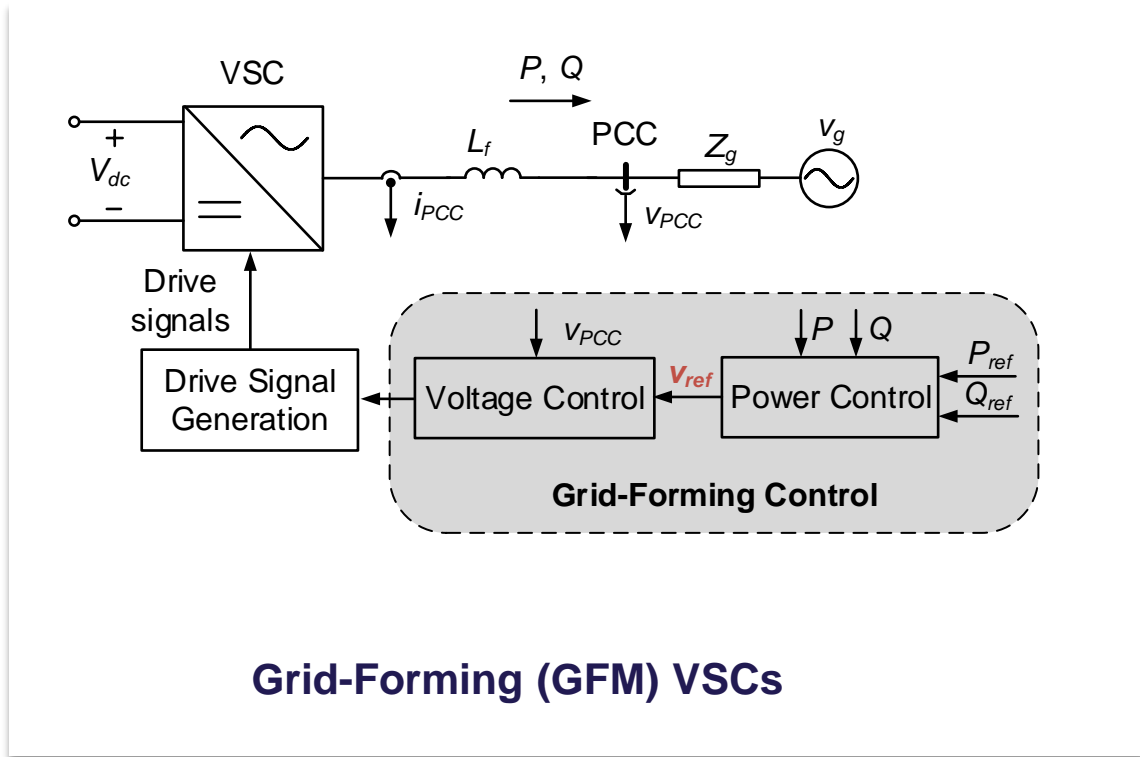 VSC
P, Q
+
V_dc
−
L_f
PCC
Z_g
v_g
i_PCC
v_PCC
Drive
signals
v_PCC
P
Q
P_ref
Q_ref
Drive Signal
Generation
Voltage Control
v_ref
Power Control
Grid-Forming Control
Grid-Forming (GFM) VSCs